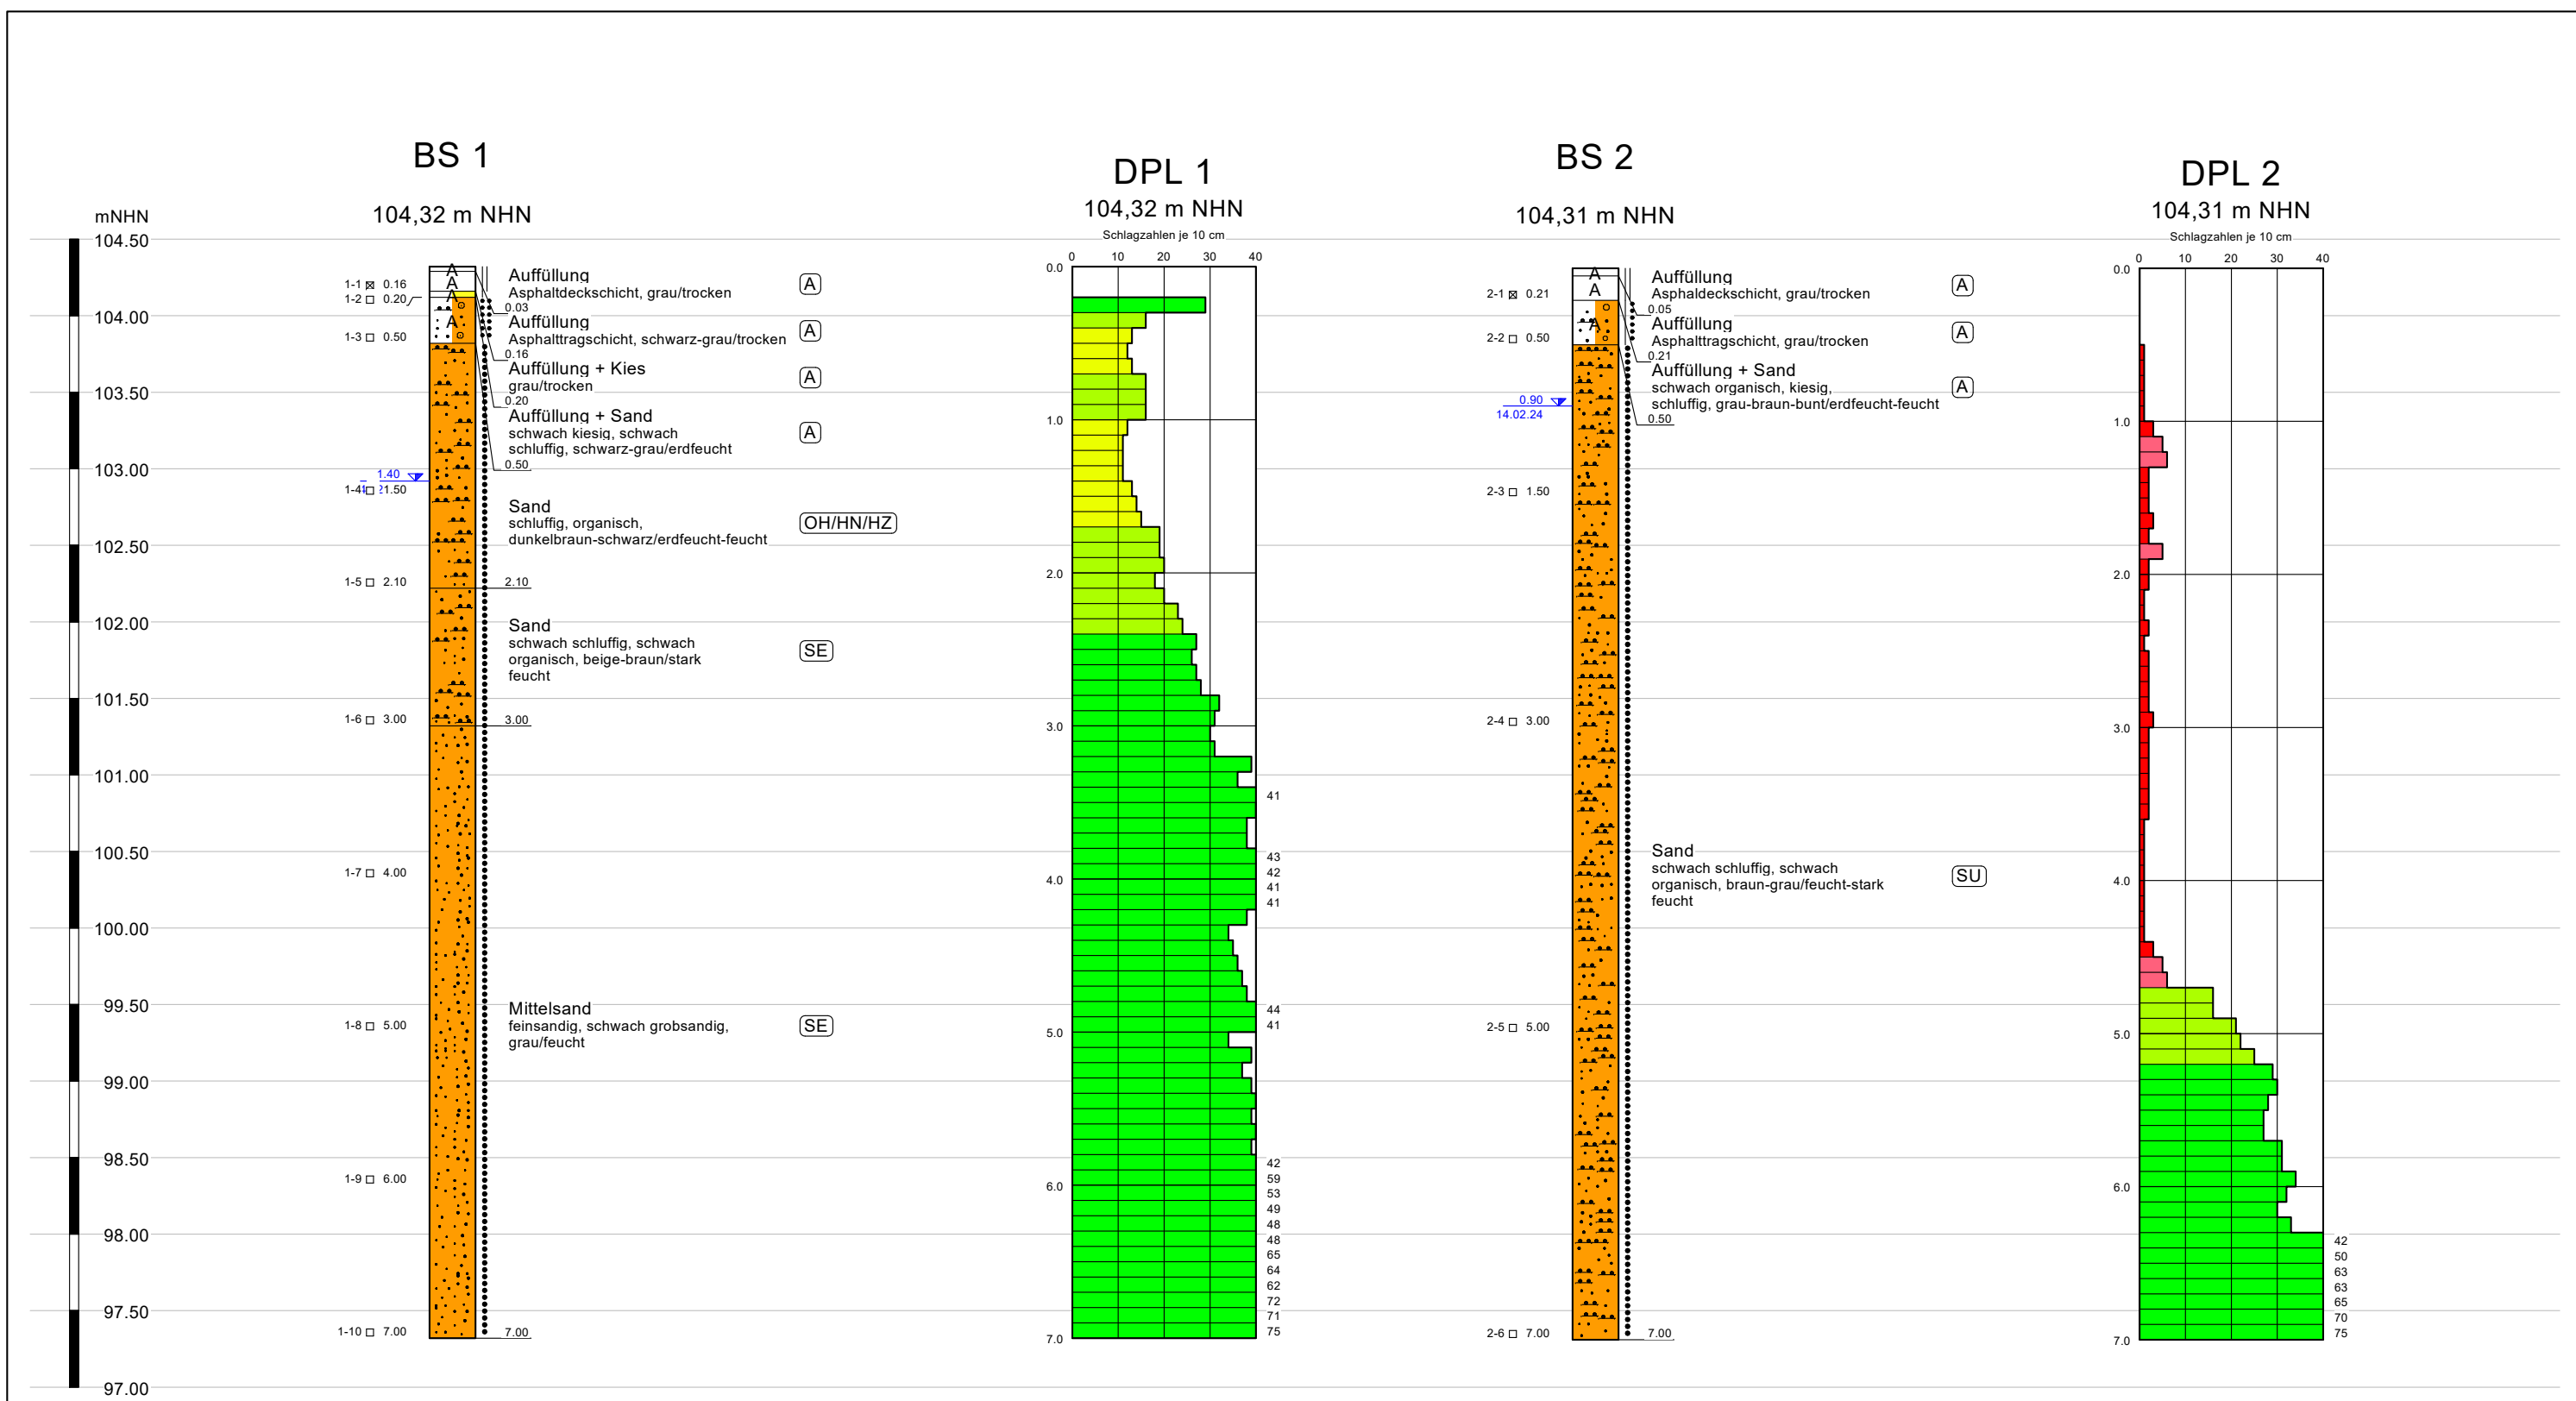 BS 1
104,32 m NHN
DPL 1
104,32 m NHN
Schlagzahlen je 10 cm
BS 2
104,31 m NHN
DPL 2
104,31 m NHN
Schlagzahlen je 10 cm
mNHN
104.50
104.00
103.50
103.00
102.50
102.00
101.50
101.00
100.50
100.00
99.50
99.00
98.50
98.00
97.50
97.00
1-1 0.16
1-2 0.20
1-3 0.50
1.40
1-4 1.50
1-5 2.10
1-6 3.00
1-7 4.00
1-8 5.00
1-9 6.00
1-10 7.00
A
A
A
A
Auffüllung
Asphaltdeckschicht, grau/trocken
A
0.03
Auffüllung
Asphalttragschicht, schwarz-grau/trocken
A
0.16
Auffüllung + Kies
grau/trocken
A
0.20
Auffüllung + Sand
schwach kiesig, schwach
schluffig, schwarz-grau/erdfeucht
A
0.50
Sand
schluffig, organisch,
dunkelbraun-schwarz/erdfeucht-feucht
OH/HN/HZ
2.10
Sand
schwach schluffig, schwach
organisch, beige-braun/stark
feucht
SE
3.00
Mittelsand
feinsandig, schwach grobsandig,
grau/feucht
SE
7.00
0 10 20 30 40
0.0
1.0
2.0
3.0
4.0
5.0
6.0
7.0
41
43
42
41
41
44
41
42
59
53
49
48
48
65
64
62
72
71
75
2-1 0.21
2-2 0.50
0.90
14.02.24
2-3 1.50
2-4 3.00
2-5 5.00
2-6 7.00
A
A
A
Auffüllung
Asphaldeckschicht, grau/trocken
A
0.05
Auffüllung
Asphalttragschicht, grau/trocken
A
0.21
Auffüllung + Sand
schwach organisch, kiesig,
schluffig, grau-braun-bunt/erdfeucht-feucht
A
0.50
Sand
schwach schluffig, schwach
organisch, braun-grau/feucht-stark
feucht
SU
7.00
0 10 20 30 40
0.0
1.0
2.0
3.0
4.0
5.0
6.0
7.0
42
50
63
63
65
70
75